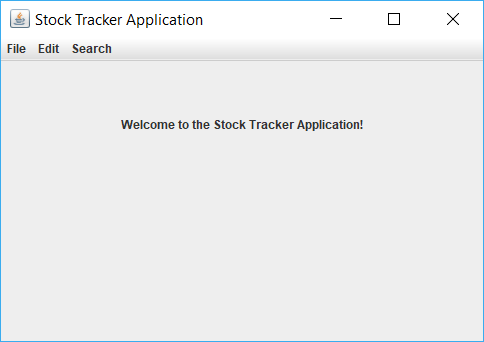 Stock Tracker Application
File Edit Search
Welcome to the Stock Tracker Application!